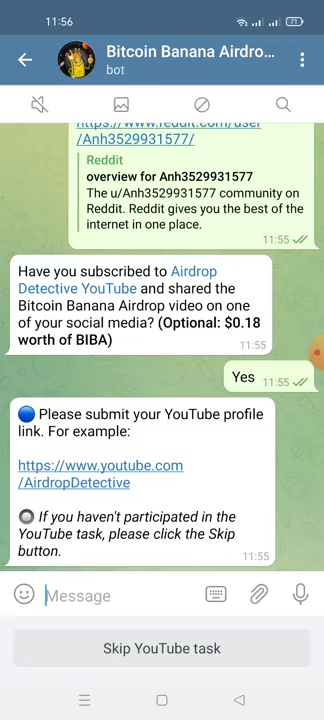 11:56
71
Bitcoin Banana Airdro...
bot
https://www.reddit.com/user
/Anh3529931577/
Reddit
overview for Anh3529931577
The u/Anh3529931577 community on
Reddit. Reddit gives you the best of the
internet in one place.
11:55
Have you subscribed to Airdrop
Detective YouTube and shared the
Bitcoin Banana Airdrop video on one
of your social media? (Optional: $0.18
worth of BIBA)
11:55
Yes
11:55
Please submit your YouTube profile
link. For example:
https://www.youtube.com
/AirdropDetective
If you haven't participated in the
YouTube task, please click the Skip
button.
11:55
Message
Skip YouTube task